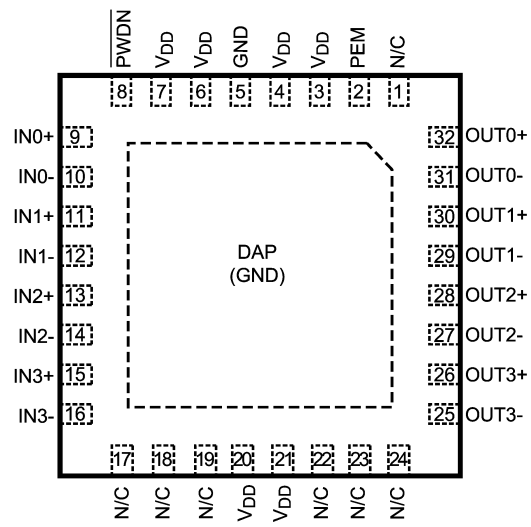 PWDN VDD VDD GND VDD VDD PEM N/C
8 7 6 5 4 3 2 1
IN0+ 9 32 OUT0+
IN0- 10 31 OUT0-
IN1+ 11 30 OUT1+
IN1- 12 29 OUT1-
DAP
(GND)
IN2+ 13 28 OUT2+
IN2- 14 27 OUT2-
IN3+ 15 26 OUT3+
IN3- 16 25 OUT3-
17 18 19 20 21 22 23 24
N/C N/C N/C VDD VDD N/C N/C N/C